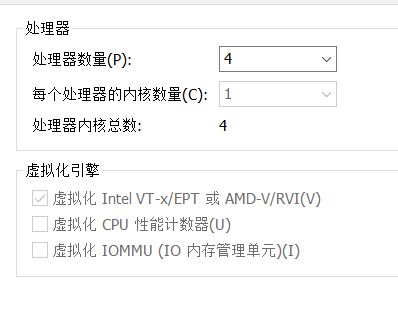 处理器
处理器数量(P): 4
每个处理器的内核数量(C): 1
处理器内核总数: 4
虚拟化引擎
虚拟化 Intel VT-x/EPT 或 AMD-V/RVI(V)
虚拟化 CPU 性能计数器(U)
虚拟化 IOMMU (IO 内存管理单元)(I)